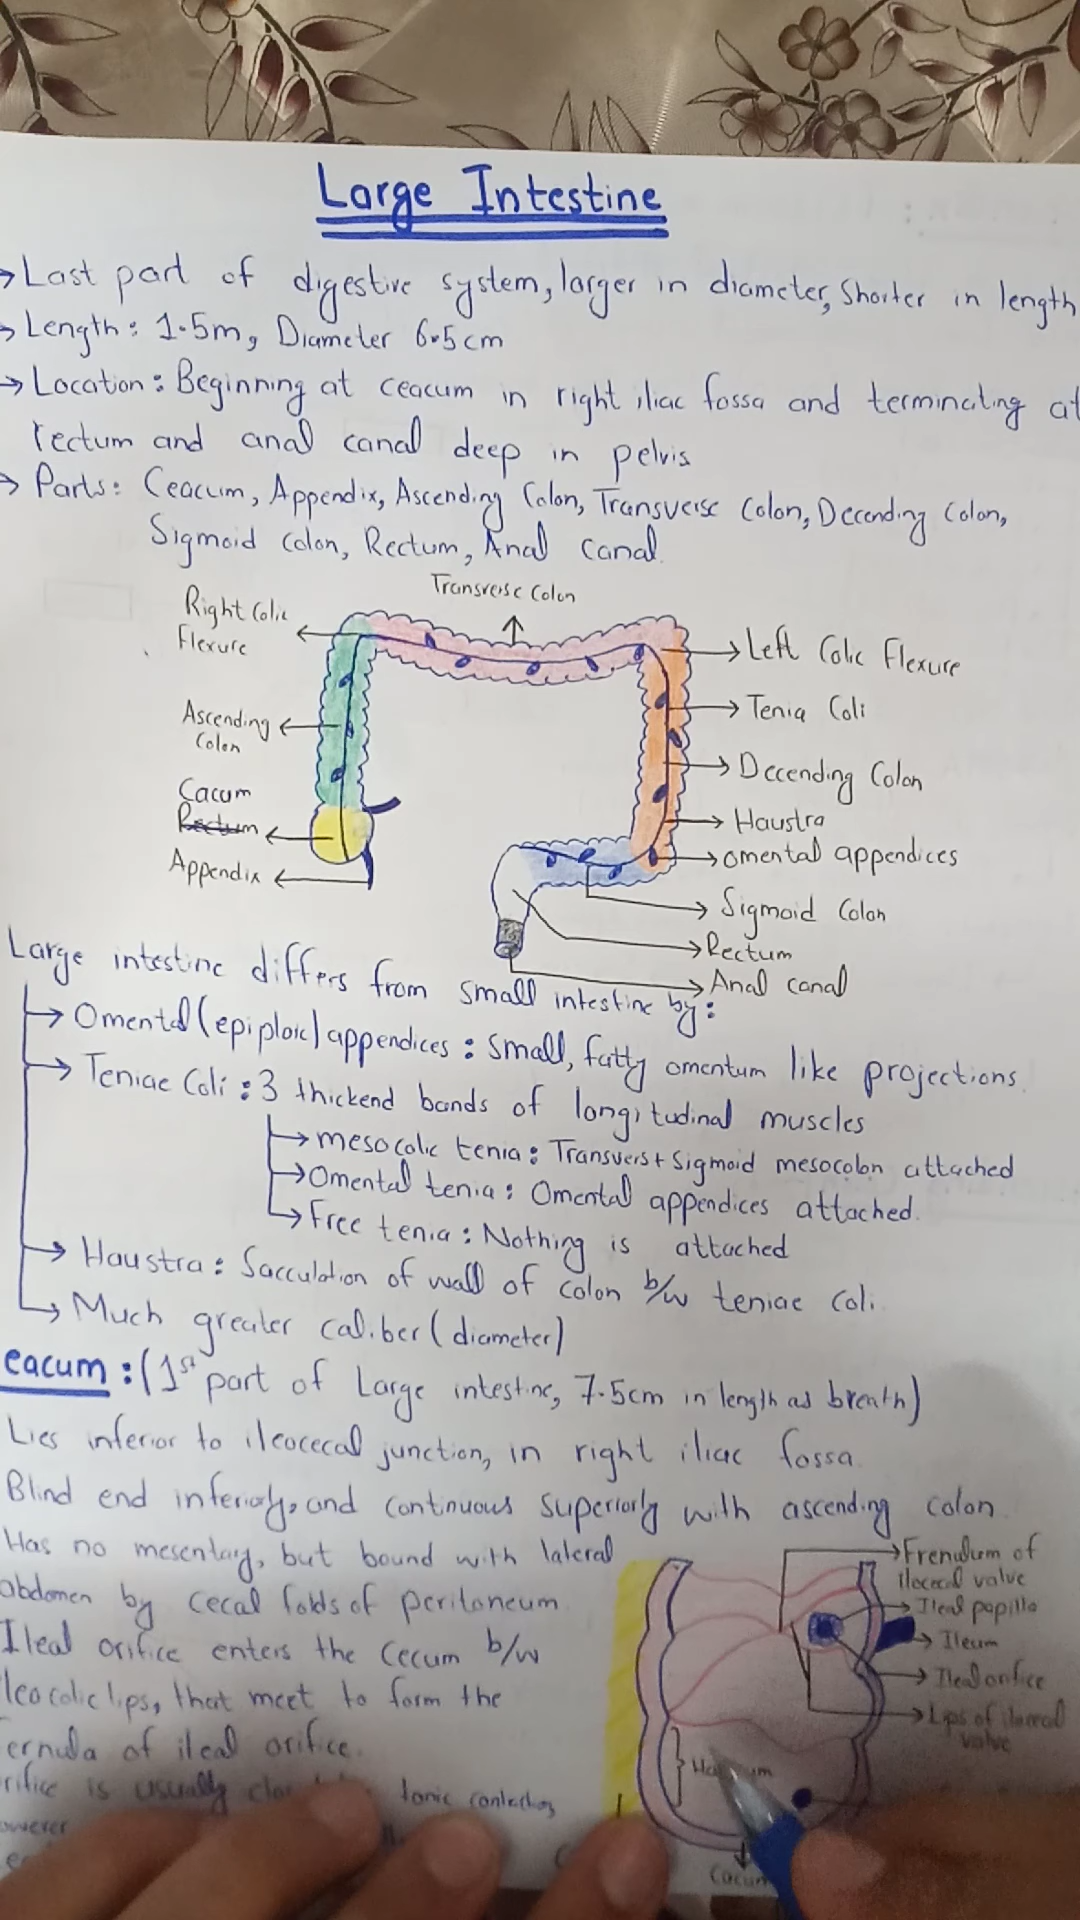 Large Intestine
→ Last part of digestive system, larger in diameter, Shorter in length
→ Length: 1.5m, Diameter 6.5cm
→ Location: Beginning at ceacum in right iliac fossa and terminating at
rectum and anal canal deep in pelvis
→ Parts: Ceacum, Appendix, Ascending Colon, Transverse Colon, Decending Colon,
Sigmoid Colon, Rectum, Anal canal.
Transverse Colon
Right Colic
Flexure
Left Colic Flexure
Tenia Coli
Ascending
Colon
Decending Colon
Cacum
Rectum
Haustra
Appendix
omental appendices
Sigmoid Colon
Rectum
Anal canal
Large intestine differs from small intestine by:
→ Omental (epiploic) appendices: Small, fatty omentum like projections.
→ Teniae Coli: 3 thickend bands of longitudinal muscles
→ mesocolic tenia: Transvers+Sigmoid mesocolon attached
→ Omental tenia: Omental appendices attached.
→ Free tenia: Nothing is attached
→ Haustra: Sacculation of wall of colon b/w teniae coli.
→ Much greater caliber (diameter)
eacum: (1st part of Large intestine, 7.5cm in length as breath)
Lies inferior to ileocecal junction, in right iliac fossa.
Blind end inferiorly, and continuous superiorly with ascending colon.
Has no mesentary, but bound with lateral
abdomen by cecal folds of peritoneum.
Ileal orifice enters the Cecum b/w
leocolic lips, that meet to form the
ernula of ileal orifice.
rifice is usually tonic
owever
Frenulum of
ilececal valve
Ileal papilla
Ileum
Ileal orifice
Lips of ilececal
valve
Cacum